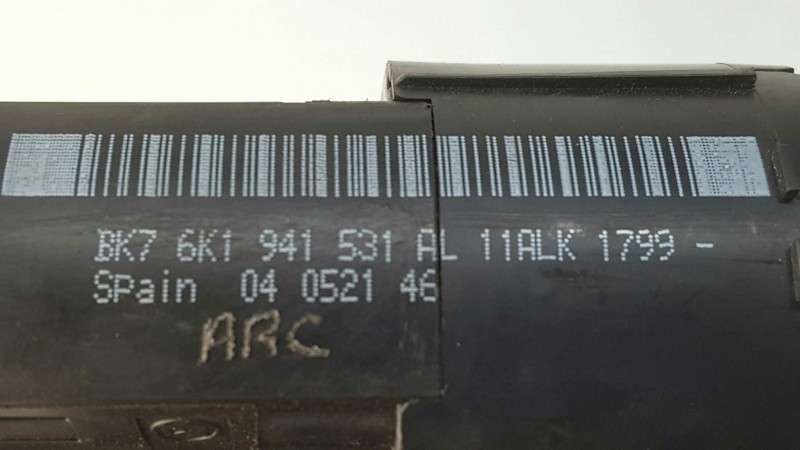 BK7 6K1 941 531 AL 11ALK 1799 -
Spain 04 0521 46
ARC